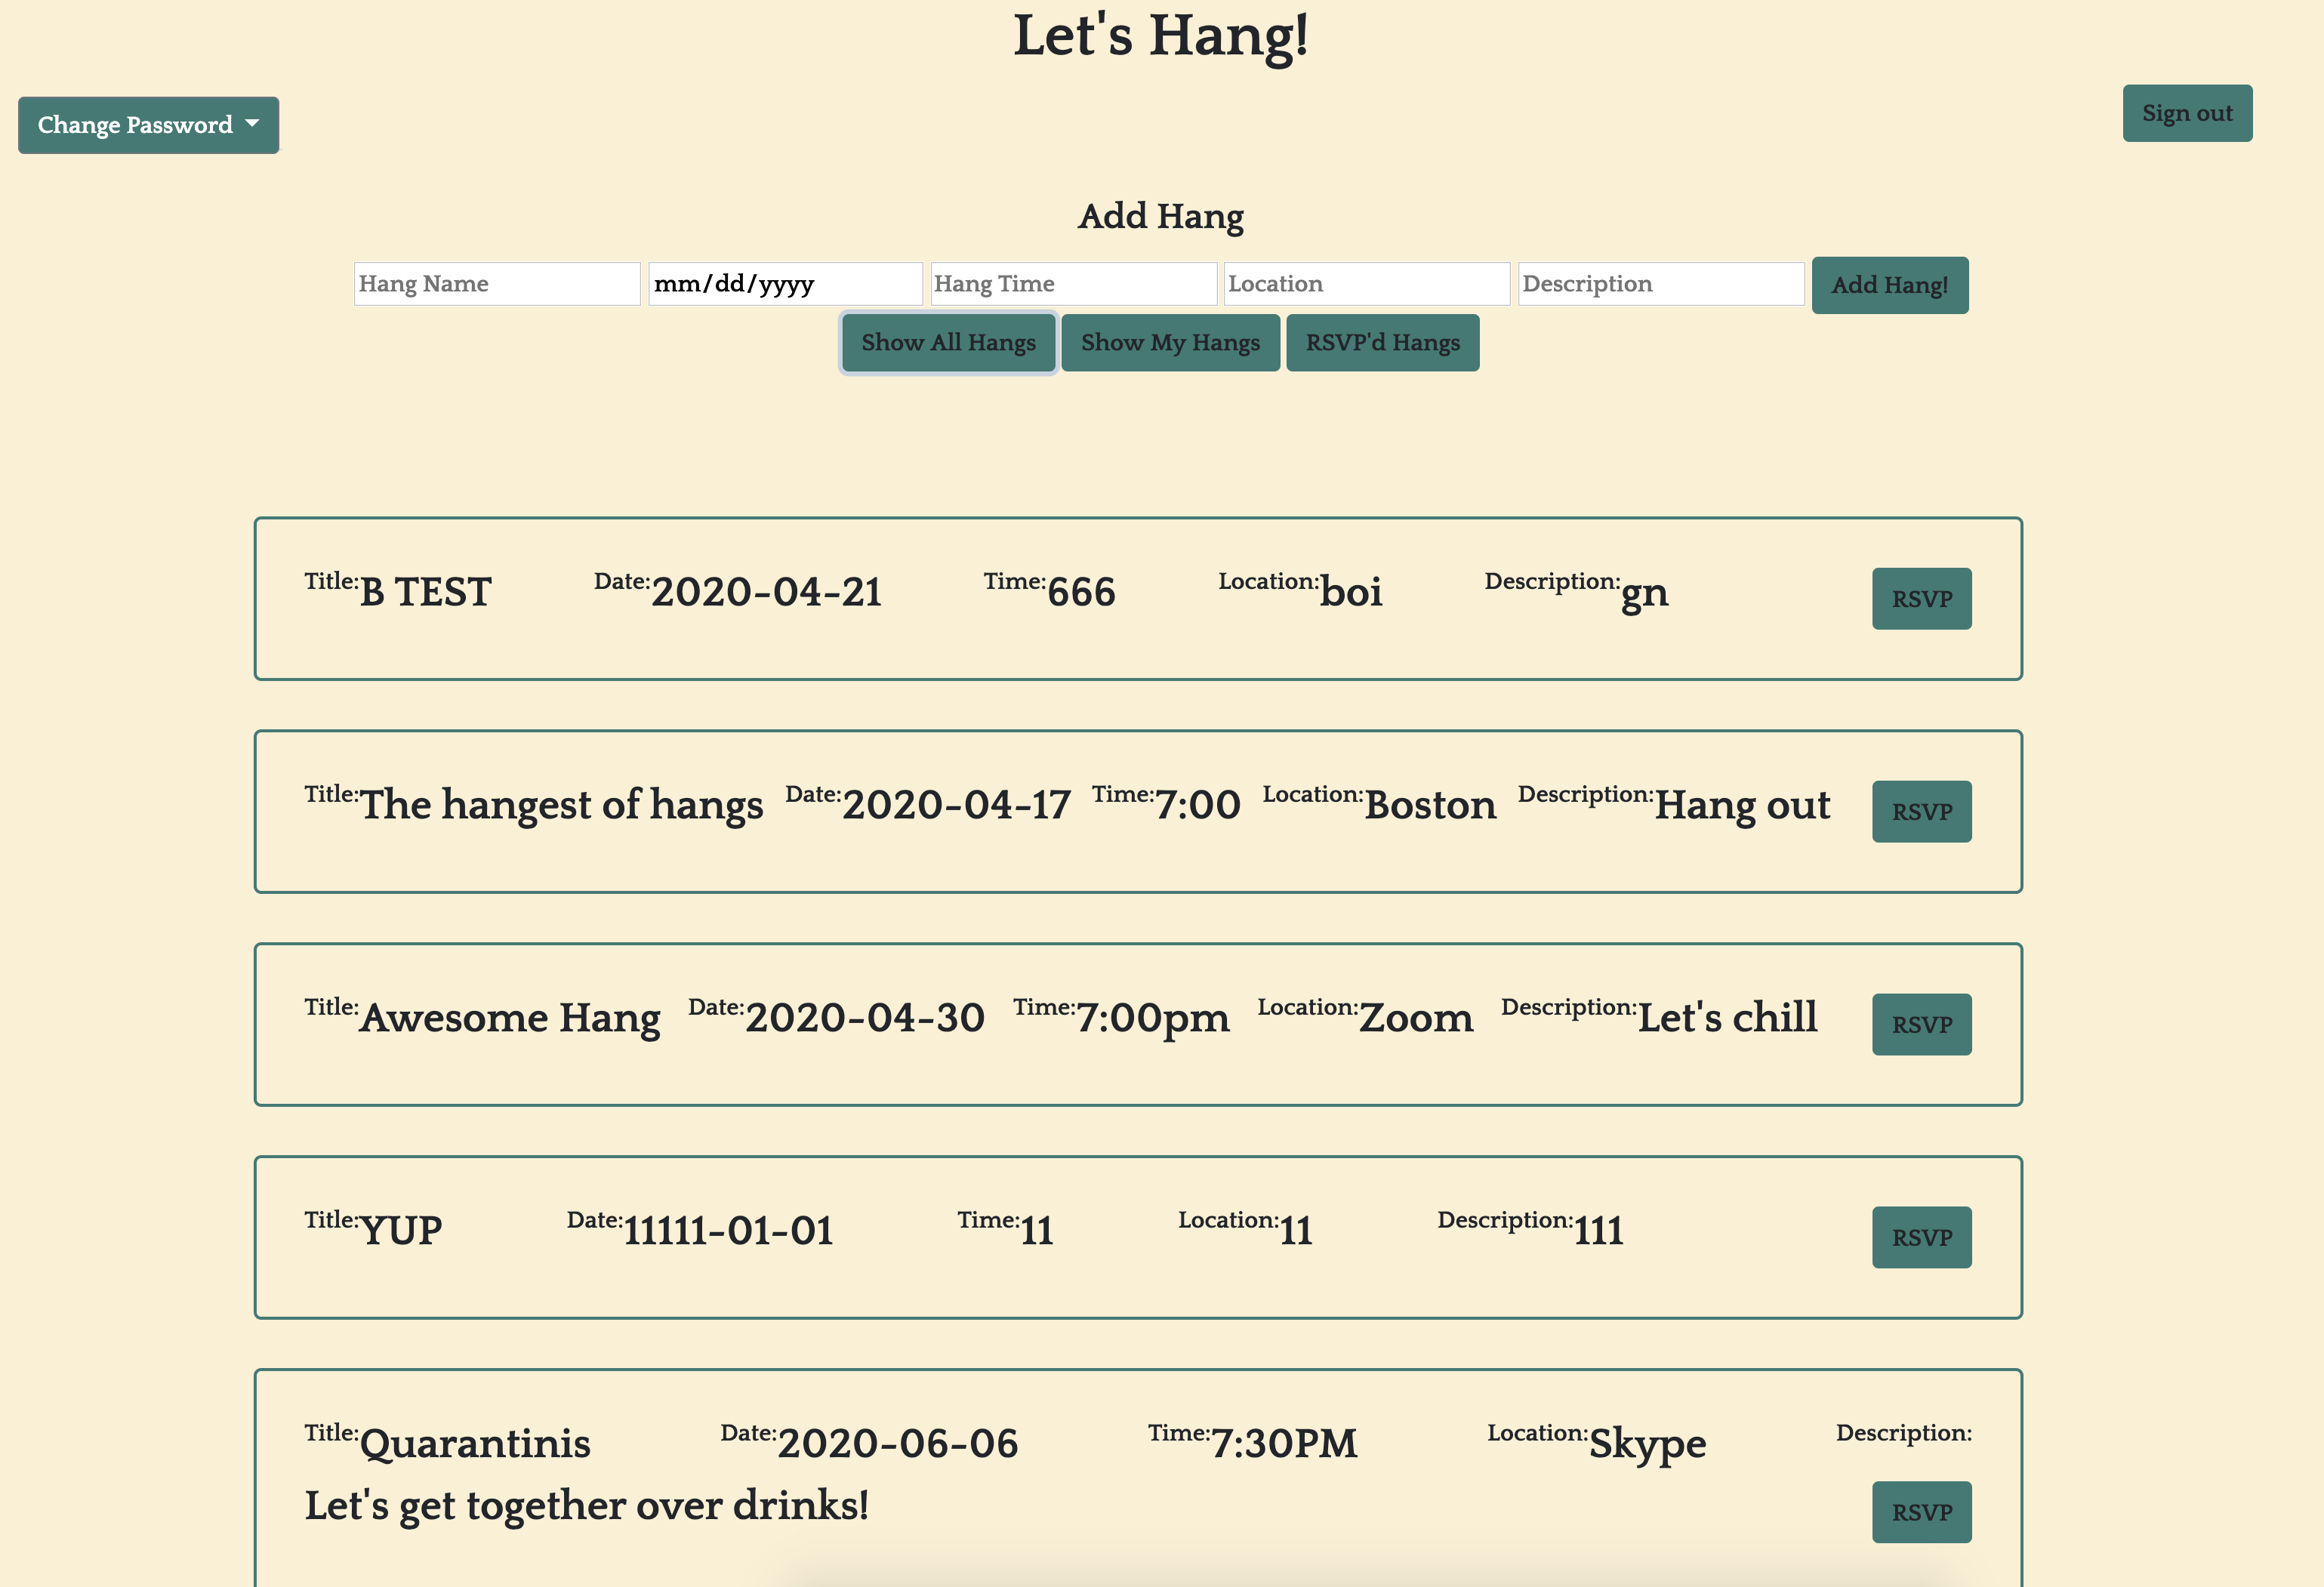 Let's Hang!
Change Password
Sign out
Add Hang
Hang Name mm/dd/yyyy Hang Time Location Description Add Hang!
Show All Hangs Show My Hangs RSVP'd Hangs
Title:B TEST Date:2020-04-21 Time:666 Location:boi Description:gn RSVP
Title:The hangest of hangs Date:2020-04-17 Time:7:00 Location:Boston Description:Hang out RSVP
Title:Awesome Hang Date:2020-04-30 Time:7:00pm Location:Zoom Description:Let's chill RSVP
Title:YUP Date:11111-01-01 Time:11 Location:11 Description:111 RSVP
Title:Quarantinis Date:2020-06-06 Time:7:30PM Location:Skype Description:
Let's get together over drinks! RSVP